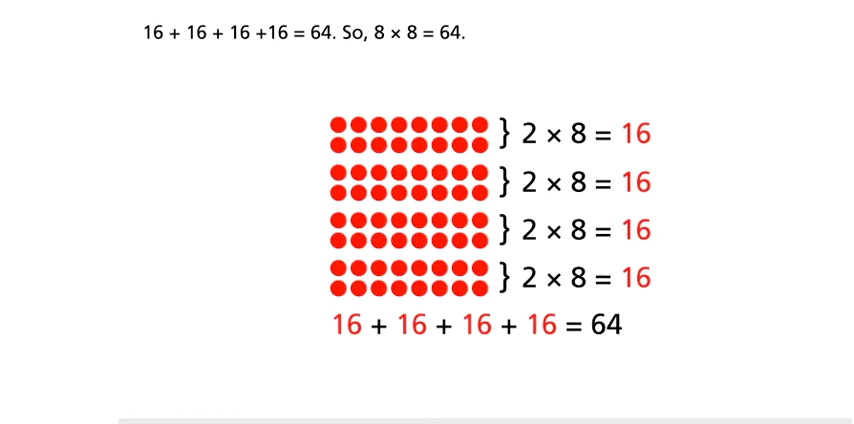 16 + 16 + 16 +16 = 64. So, 8 × 8 = 64.
} 2 × 8 = 16
} 2 × 8 = 16
} 2 × 8 = 16
} 2 × 8 = 16
16 + 16 + 16 + 16 = 64